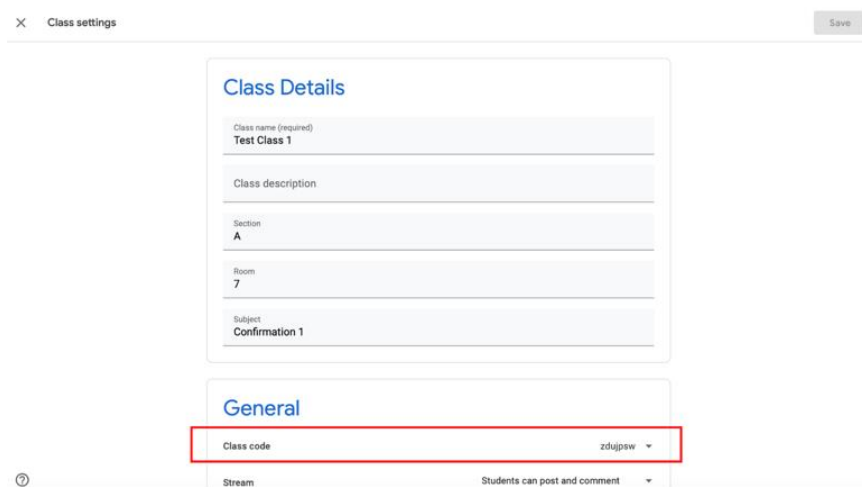 Class settings
Save
Class Details
Class name (required)
Test Class 1
Class description
Section
A
Room
7
Subject
Confirmation 1
General
Class code zdujpsw
Stream Students can post and comment